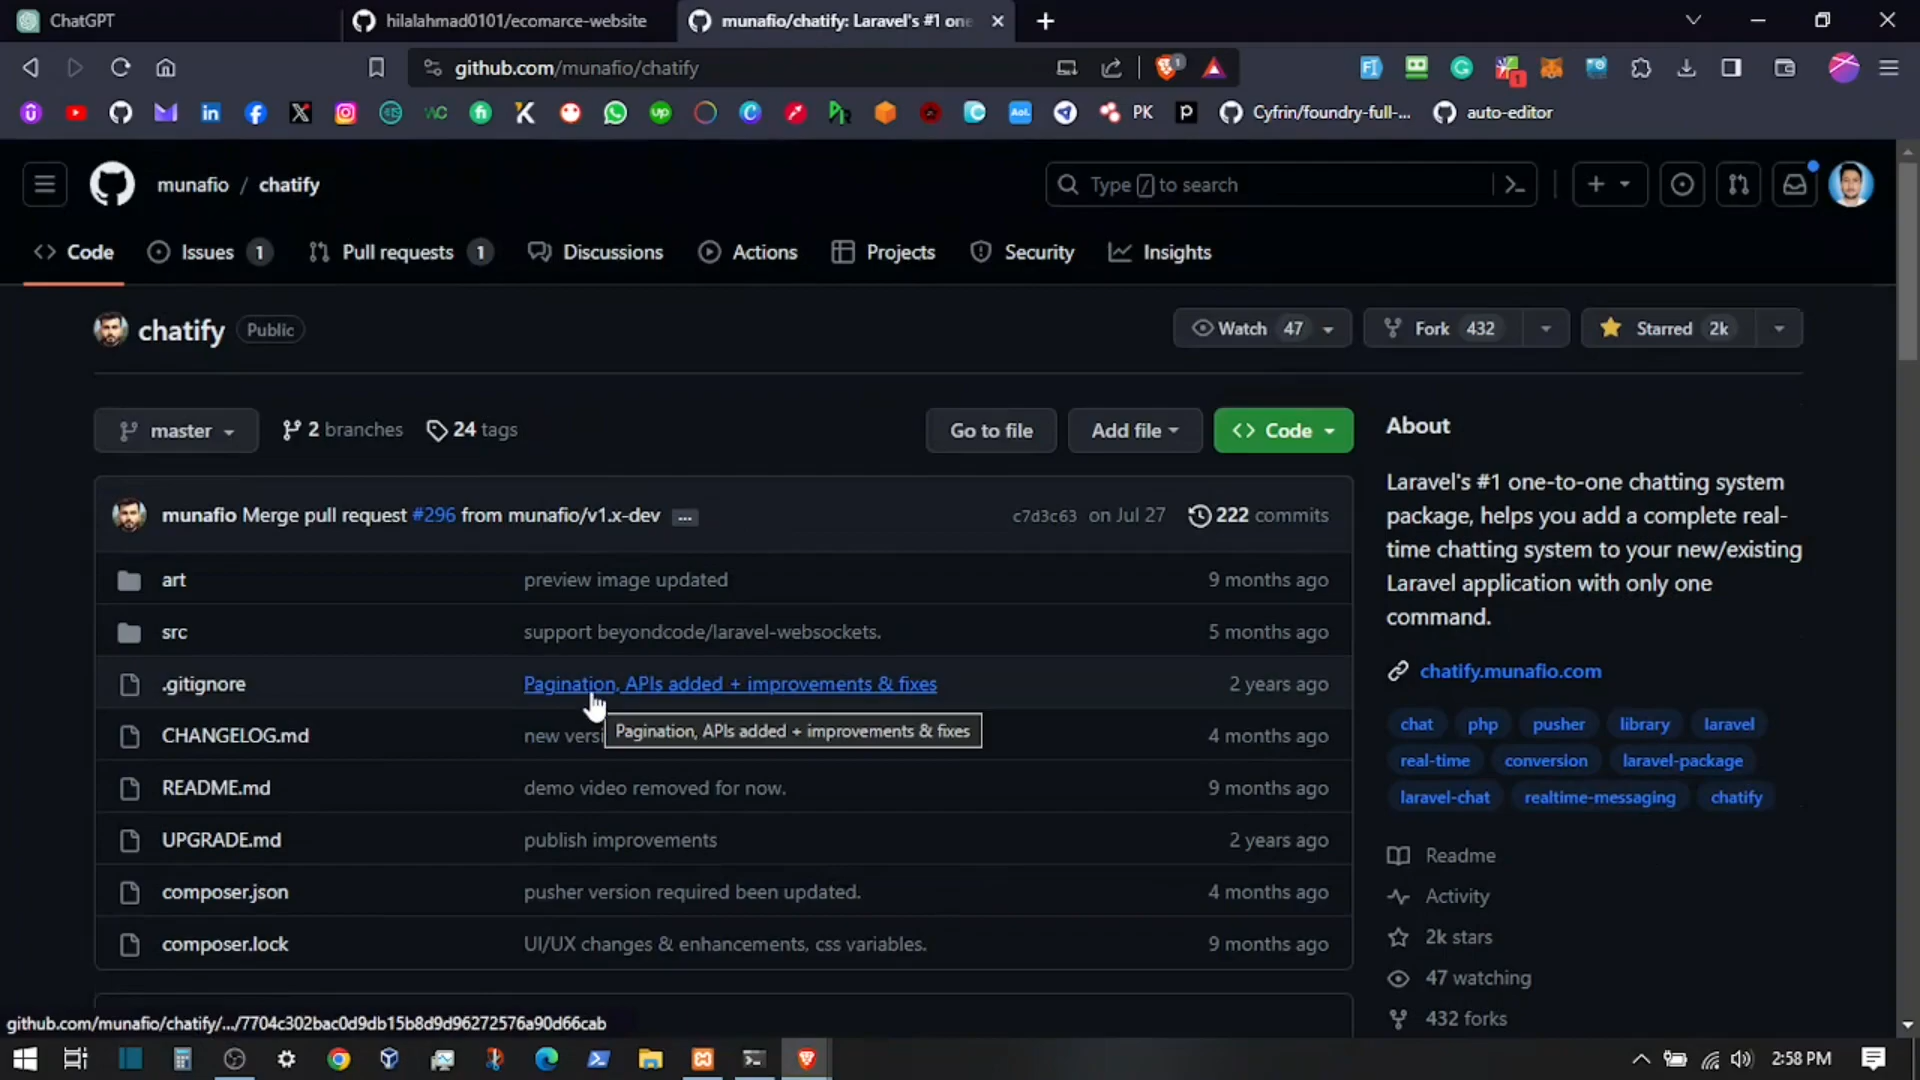 ChatGPT
hilalahmad0101/ecomarce-website
munafio/chatify: Laravel's #1 one
github.com/munafio/chatify
1
1
PK
Cyfrin/foundry-full-...
auto-editor
munafio / chatify
Type / to search
Code
Issues 1
Pull requests 1
Discussions
Actions
Projects
Security
Insights
chatify Public
Watch 47
Fork 432
Starred 2k
master
2 branches
24 tags
Go to file
Add file
Code
munafio Merge pull request #296 from munafio/v1.x-dev ...
c7d3c63 on Jul 27
222 commits
art preview image updated 9 months ago
src support beyondcode/laravel-websockets. 5 months ago
.gitignore Pagination, APIs added + improvements & fixes 2 years ago
CHANGELOG.md new versi 4 months ago
Pagination, APIs added + improvements & fixes
README.md demo video removed for now. 9 months ago
UPGRADE.md publish improvements 2 years ago
composer.json pusher version required been updated. 4 months ago
composer.lock UI/UX changes & enhancements, css variables. 9 months ago
About
Laravel's #1 one-to-one chatting system
package, helps you add a complete real-
time chatting system to your new/existing
Laravel application with only one
command.
chatify.munafio.com
chat php pusher library laravel
real-time conversion laravel-package
laravel-chat realtime-messaging chatify
Readme
Activity
2k stars
47 watching
432 forks
github.com/munafio/chatify/.../7704c302bac0d9db15b8d9d96272576a90d66cab
2:58 PM